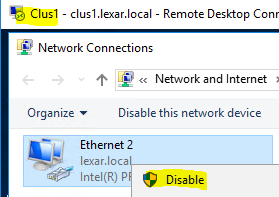 Clus1 - clus1.lexar.local - Remote Desktop Conn
Network Connections
« Network and Internet
Organize Disable this network device
Ethernet 2
lexar.local
Intel(R) PR
Disable